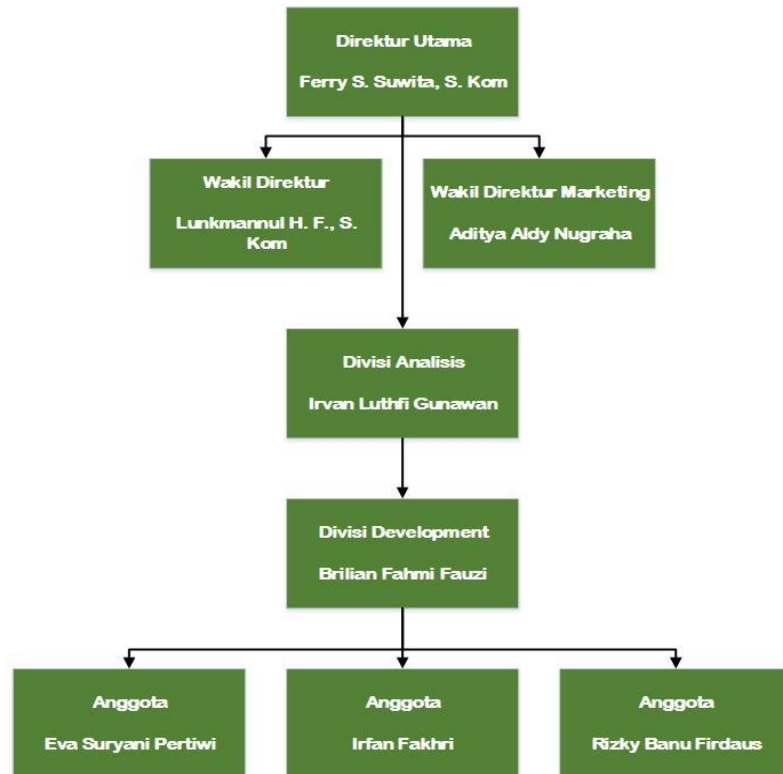 Direktur Utama
Ferry S. Suwita, S. Kom
Wakil Direktur
Lunkmannul H. F., S.
Kom
Wakil Direktur Marketing
Aditya Aldy Nugraha
Divisi Analisis
Irvan Luthfi Gunawan
Divisi Development
Brilian Fahmi Fauzi
Anggota
Eva Suryani Pertiwi
Anggota
Irfan Fakhri
Anggota
Rizky Banu Firdaus